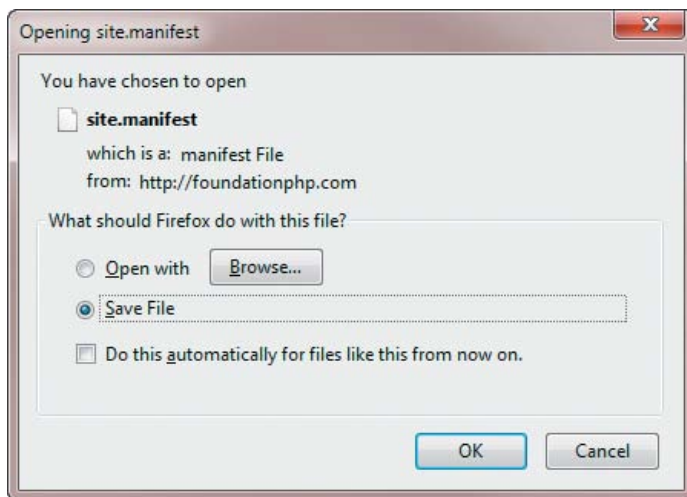 Opening site.manifest
You have chosen to open
site.manifest
which is a: manifest File
from: http://foundationphp.com
What should Firefox do with this file?
Open with Browse...
Save File
Do this automatically for files like this from now on.
OK Cancel